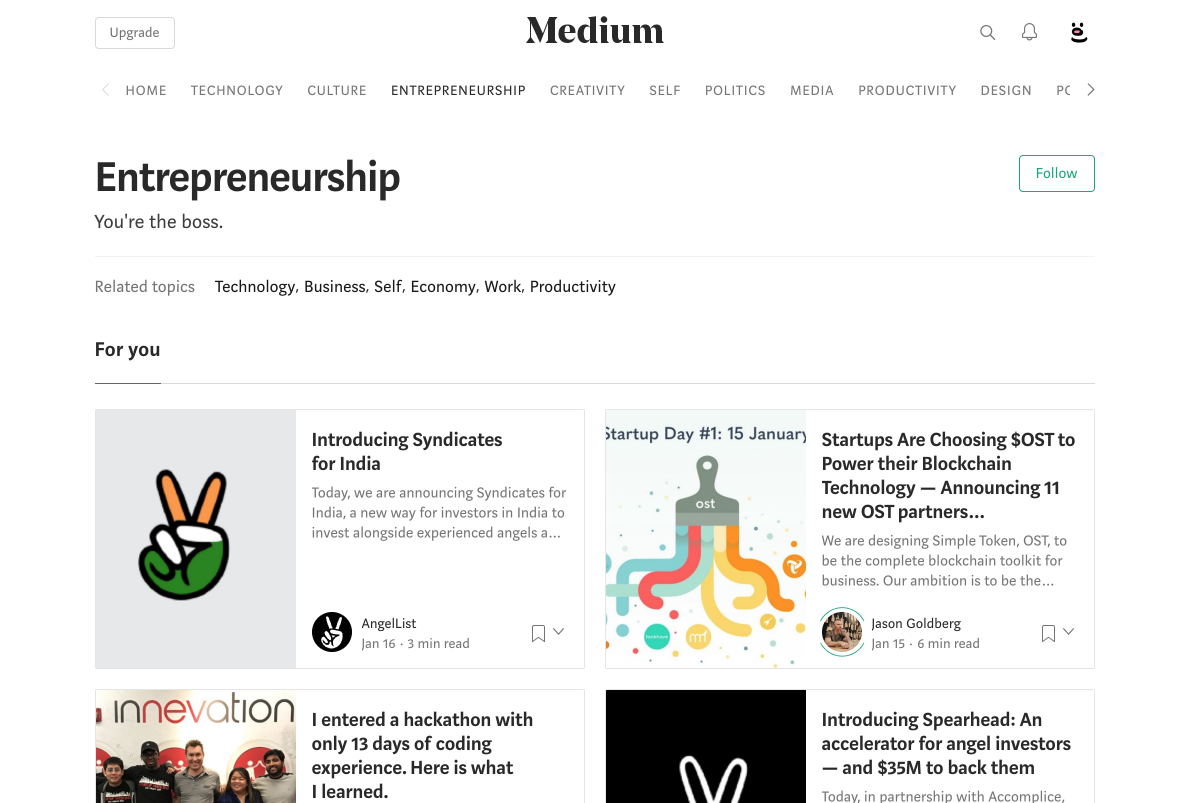 Upgrade
Medium
HOME TECHNOLOGY CULTURE ENTREPRENEURSHIP CREATIVITY SELF POLITICS MEDIA PRODUCTIVITY DESIGN
Entrepreneurship
Follow
You're the boss.
Related topics Technology, Business, Self, Economy, Work, Productivity
For you
Introducing Syndicates
for India
Today, we are announcing Syndicates for
India, a new way for investors in India to
invest alongside experienced angels a…
AngelList
Jan 16 · 3 min read
Startup Day #1: 15 January
ost
Startups Are Choosing $OST to
Power their Blockchain
Technology — Announcing 11
new OST partners…
We are designing Simple Token, OST, to
be the complete blockchain toolkit for
business. Our ambition is to be the…
Jason Goldberg
Jan 15 · 6 min read
innevation
I entered a hackathon with
only 13 days of coding
experience. Here is what
I learned.
Introducing Spearhead: An
accelerator for angel investors
— and $35M to back them
Today, in partnership with Accomplice,